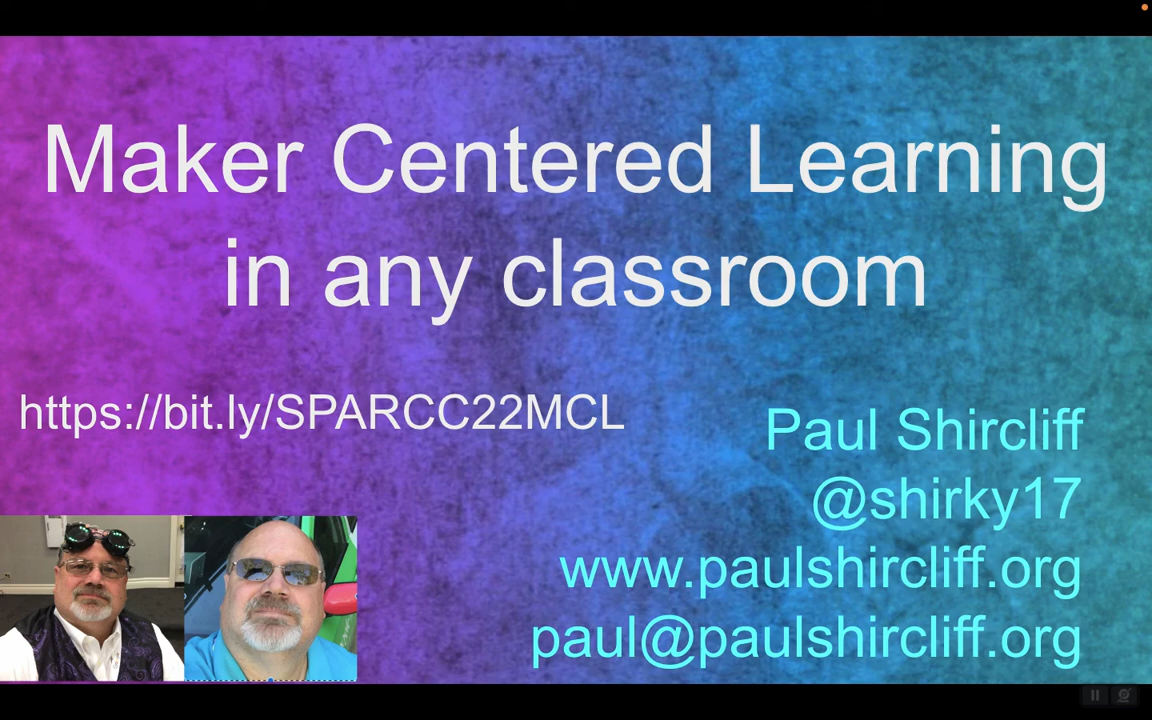 Maker Centered Learning
in any classroom
https://bit.ly/SPARCC22MCL
Paul Shircliff
@shirky17
www.paulshircliff.org
paul@paulshircliff.org